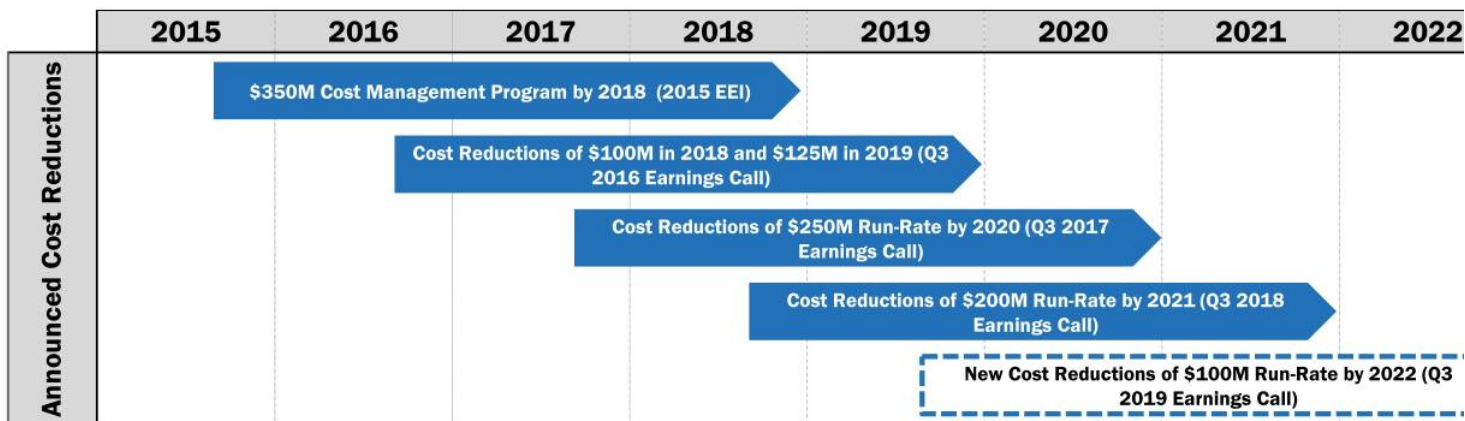 2015 2016 2017 2018 2019 2020 2021 2022
Announced Cost Reductions
$350M Cost Management Program by 2018 (2015 EEI)
Cost Reductions of $100M in 2018 and $125M in 2019 (Q3
2016 Earnings Call)
Cost Reductions of $250M Run-Rate by 2020 (Q3 2017
Earnings Call)
Cost Reductions of $200M Run-Rate by 2021 (Q3 2018
Earnings Call)
New Cost Reductions of $100M Run-Rate by 2022 (Q3
2019 Earnings Call)